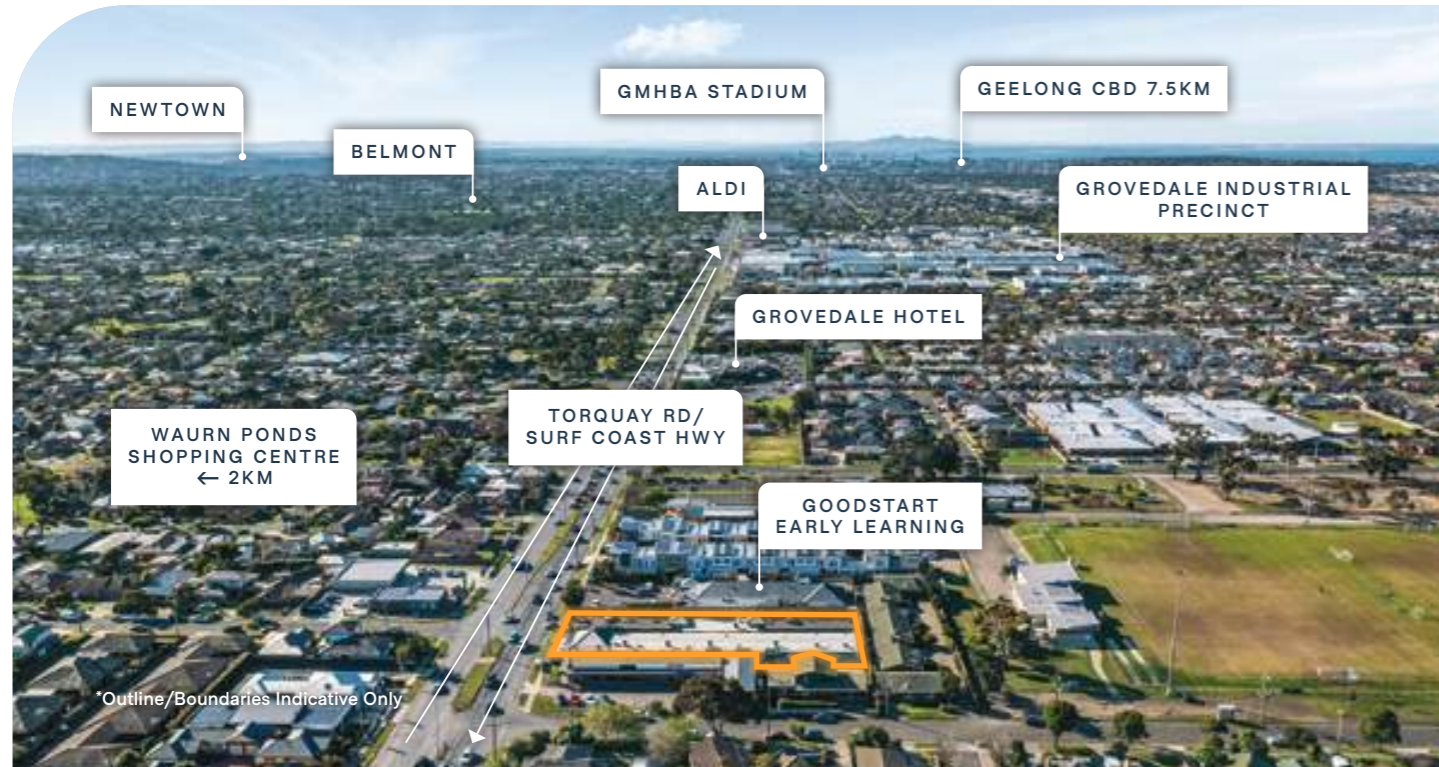 NEWTOWN
BELMONT
GMHBA STADIUM
GEELONG CBD 7.5KM
ALDI
GROVEDALE INDUSTRIAL
PRECINCT
GROVEDALE HOTEL
TORQUAY RD/
SURF COAST HWY
WAURN PONDS
SHOPPING CENTRE
← 2KM
GOODSTART
EARLY LEARNING
*Outline/Boundaries Indicative Only